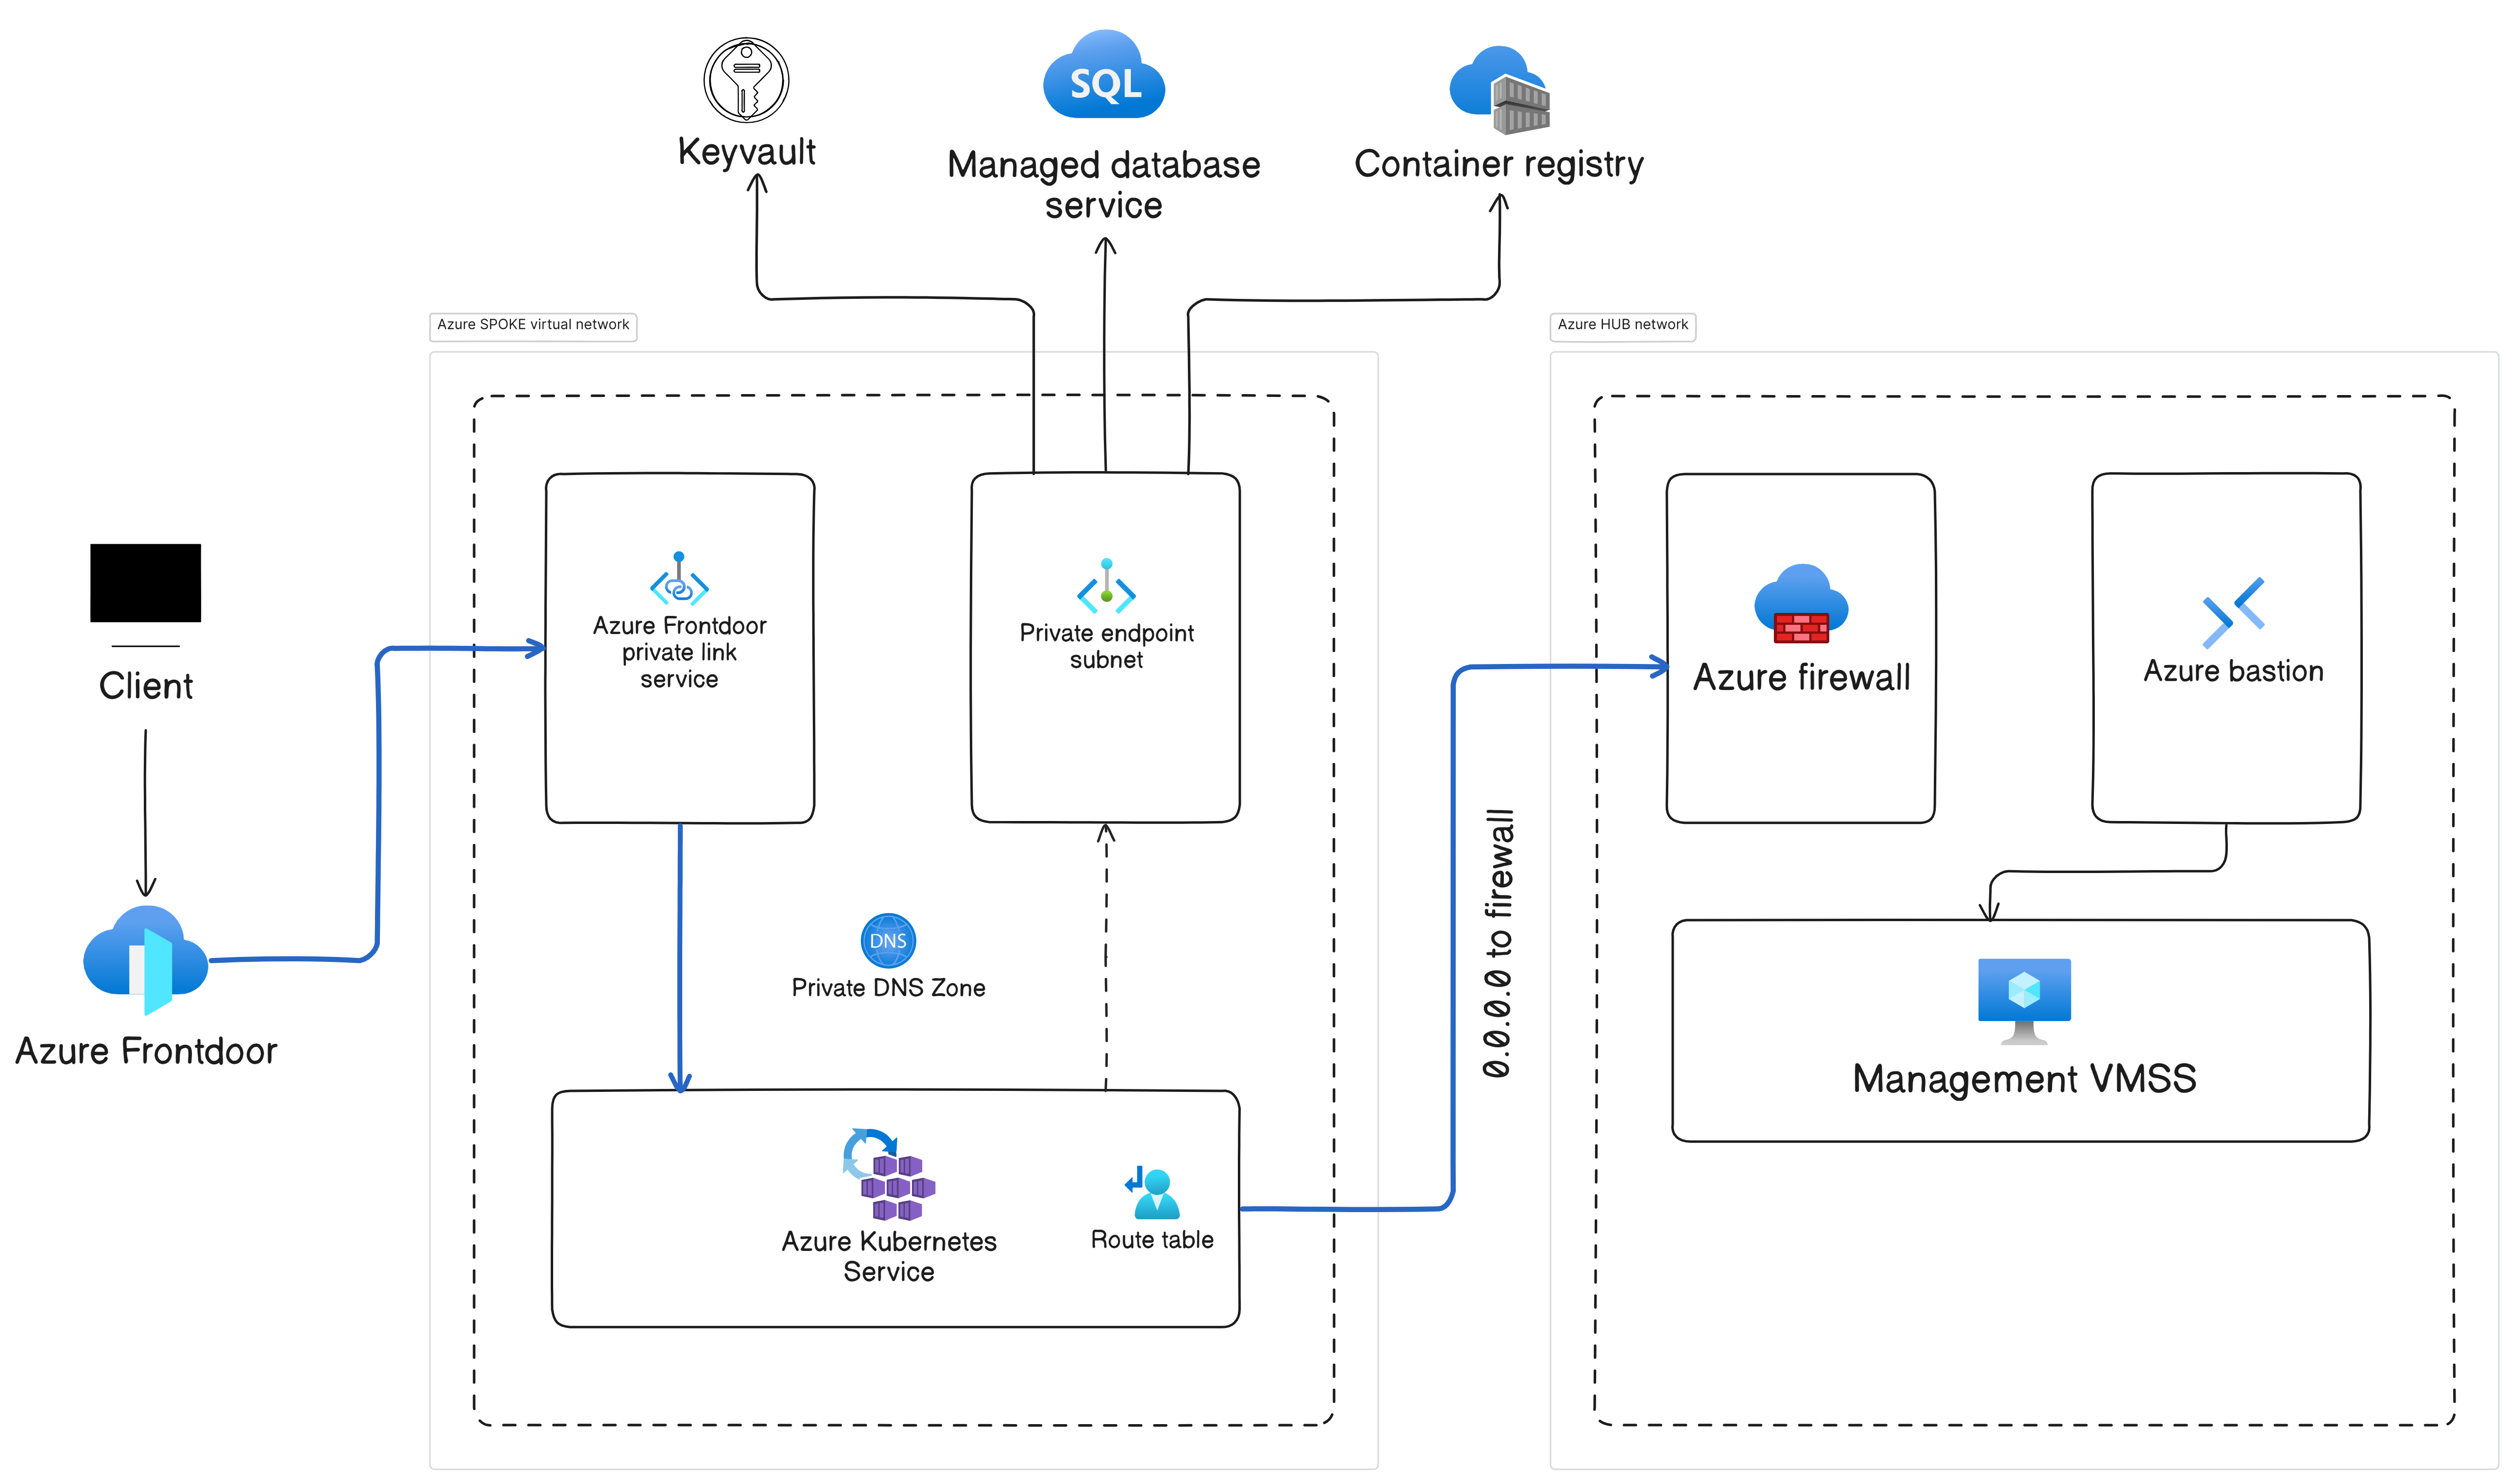 SQL
Keyvault
Managed database
service
Container registry
Azure SPOKE virtual network
Azure HUB network
Client
Azure Frontdoor
Azure Frontdoor
private link
service
Private endpoint
subnet
DNS
Private DNS Zone
Azure Kubernetes
Service
Route table
0.0.0.0 to firewall
Azure firewall
Azure bastion
Management VMSS